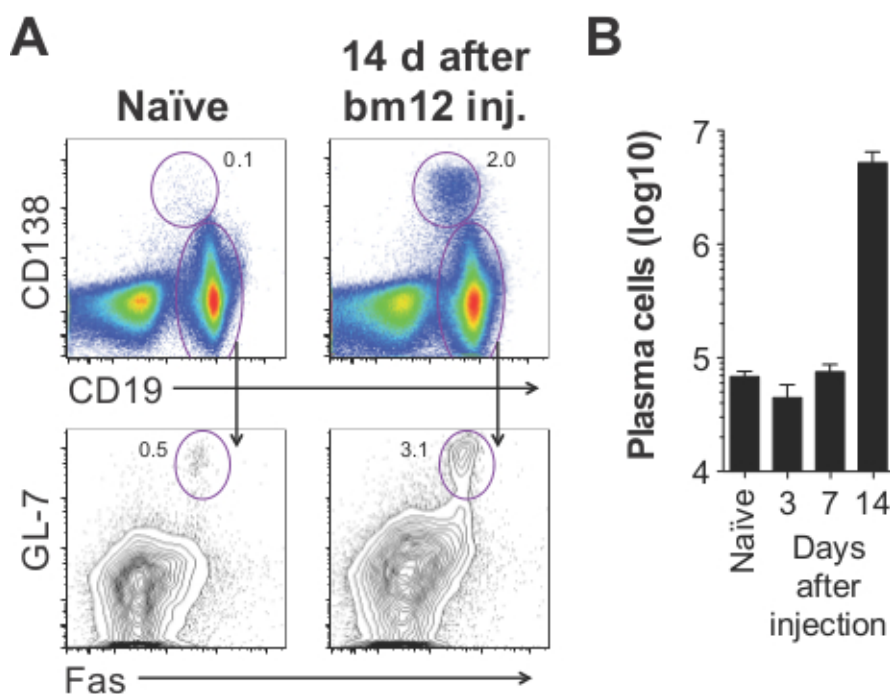 A
B
Naïve
14 d after
bm12 inj.
0.1
2.0
CD138
CD19
0.5
3.1
GL-7
Fas
Plasma cells (log10)
7
6
5
4
Naïve
3
7
14
Days
after
injection